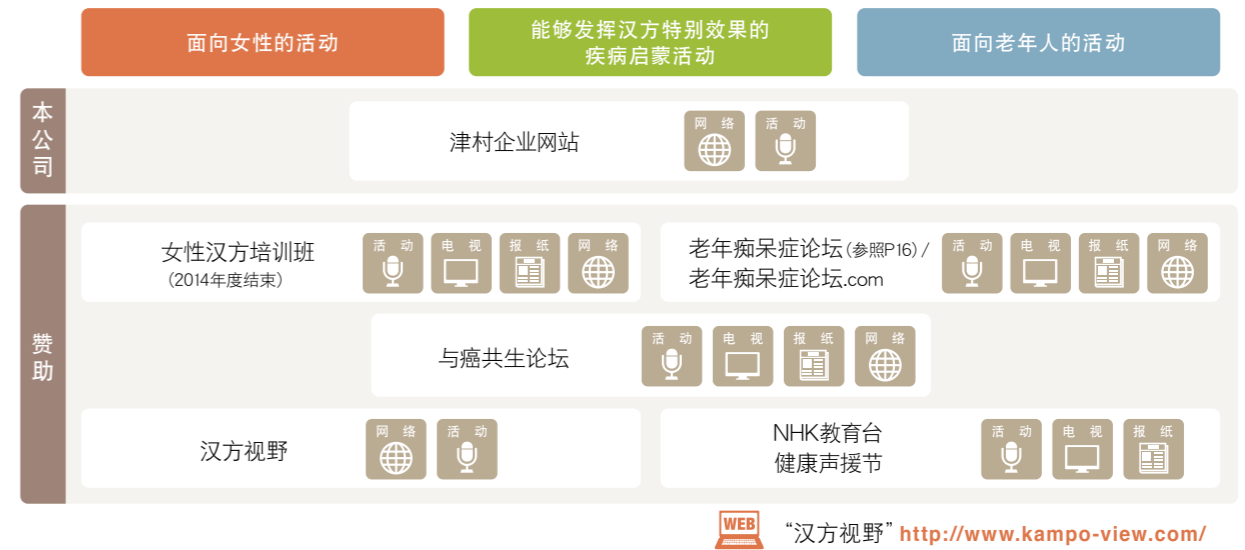 面向女性的活动
能够发挥汉方特别效果的
疾病启蒙活动
面向老年人的活动
本公司
津村企业网站
网络
活动
赞助
女性汉方培训班
（2014年度结束）
活动
电视
报纸
网络
老年痴呆症论坛（参照P16）/
老年痴呆症论坛.com
活动
电视
报纸
网络
与癌共生论坛
活动
电视
报纸
网络
汉方视野
网络
活动
NHK教育台
健康声援节
活动
电视
报纸
WEB
“汉方视野” http://www.kampo-view.com/